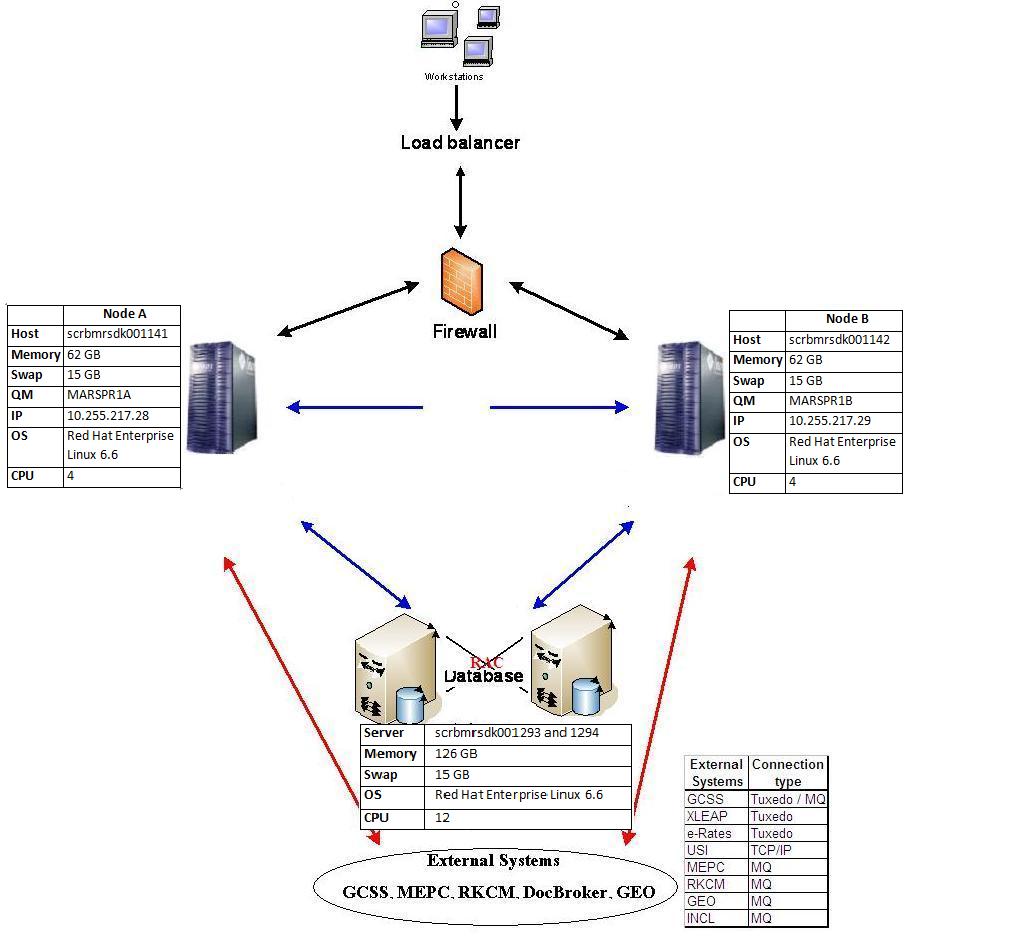 Workstations
Load balancer
Firewall
Node A
Host scrbmrsdk001141
Memory 62 GB
Swap 15 GB
QM MARSPR1A
IP 10.255.217.28
OS Red Hat Enterprise
Linux 6.6
CPU 4
Node B
Host scrbmrsdk001142
Memory 62 GB
Swap 15 GB
QM MARSPR1B
IP 10.255.217.29
OS Red Hat Enterprise
Linux 6.6
CPU 4
RAC
Database
Server scrbmrsdk001293 and 1294
Memory 126 GB
Swap 15 GB
OS Red Hat Enterprise Linux 6.6
CPU 12
External Systems
GCSS, MEPC, RKCM, DocBroker, GEO
External Connection
Systems type
GCSS Tuxedo / MQ
XLEAP Tuxedo
e-Rates Tuxedo
USI TCP/IP
MEPC MQ
RKCM MQ
GEO MQ
INCL MQ